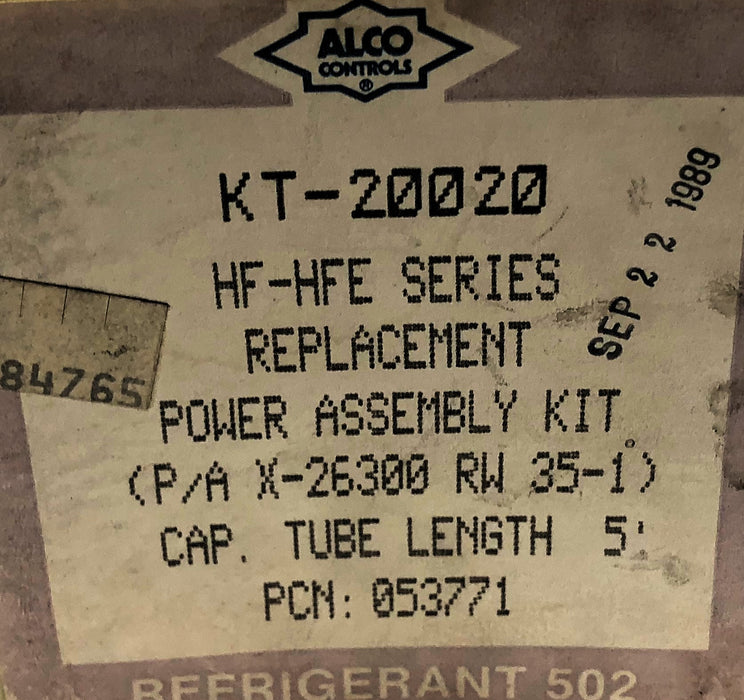 ALCO
CONTROLS
®
KT-20020
HF-HFE SERIES
REPLACEMENT
POWER ASSEMBLY KIT
(P/A X-26300 RW 35-1)
CAP. TUBE LENGTH 5'
PCN: 053771
REFRIGERANT 502
SEP 22 1989
84765